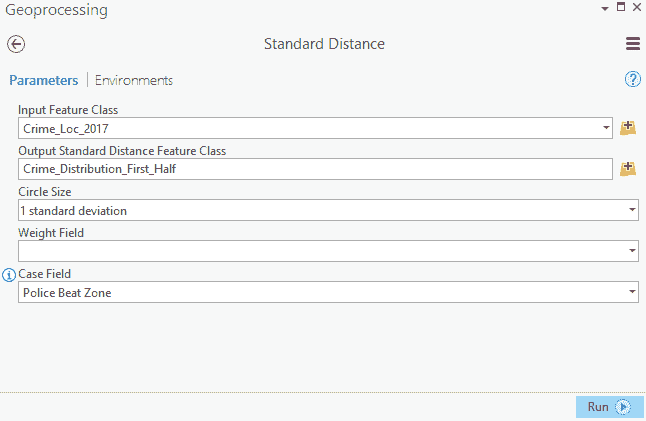 Geoprocessing
Standard Distance
Parameters | Environments
?
Input Feature Class
Crime_Loc_2017
Output Standard Distance Feature Class
Crime_Distribution_First_Half
Circle Size
1 standard deviation
Weight Field
i Case Field
Police Beat Zone
Run